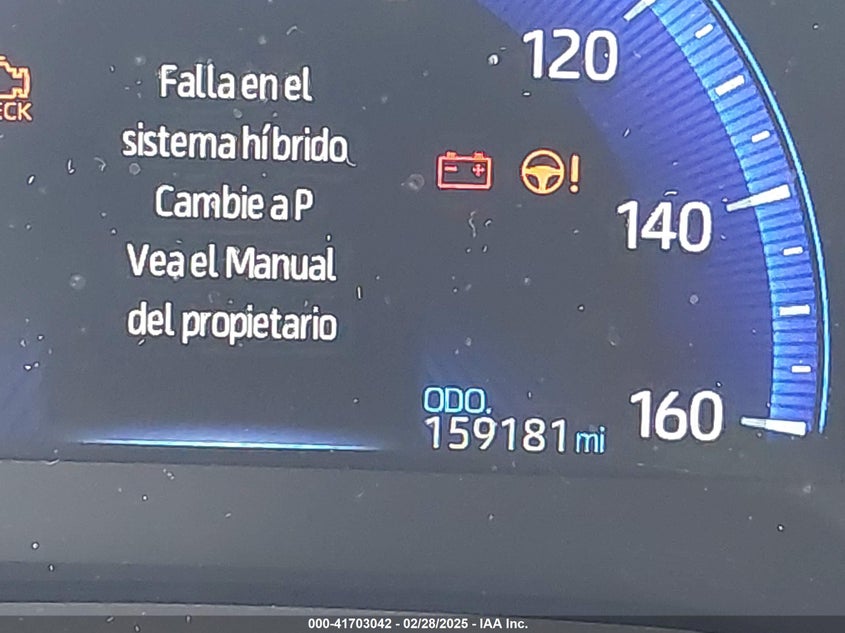 120
ECK
Falla en el
sistema híbrido
Cambie a P
140
Vea el Manual
del propietario
ODO.
159181 mi
160
000-41703042 - 02/28/2025 - IAA Inc.